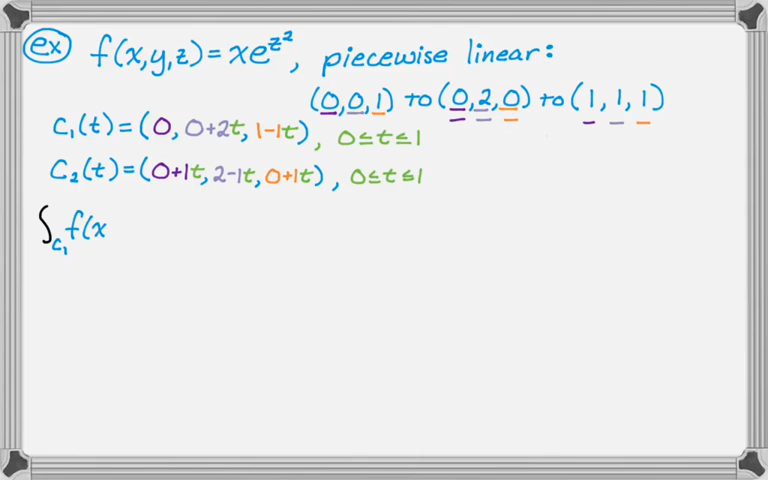 ex f(x,y,z)=xe^{z^2}, piecewise linear:
(0,0,1) to (0,2,0) to (1,1,1)
C₁(t)=(0, 0+2t, 1-1t), 0≤t≤1
C₂(t)=(0+1t, 2-1t, 0+1t), 0≤t≤1
∫_{C₁} f(x